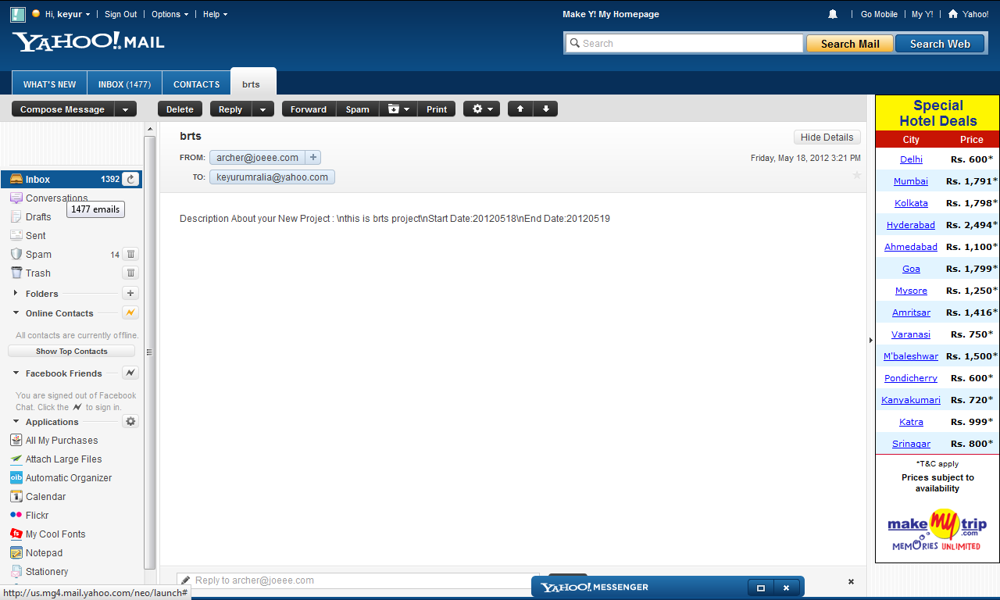 Hi, keyur
Sign Out
Options
Help
Make Y! My Homepage
Go Mobile
My Y!
Yahoo!
YAHOO! MAIL
Search
Search Mail
Search Web
WHAT'S NEW
INBOX (1477)
CONTACTS
brts
Compose Message
Delete
Reply
Forward
Spam
Print
Inbox 1392
Conversations
1477 emails
Drafts
Sent
Spam 14
Trash
Folders
Online Contacts
All contacts are currently offline.
Show Top Contacts
Facebook Friends
You are signed out of Facebook
Chat. Click the to sign in.
Applications
All My Purchases
Attach Large Files
oib Automatic Organizer
1 Calendar
Flickr
fs My Cool Fonts
Notepad
Stationery
http://us.mg4.mail.yahoo.com/neo/launch#
brts
Hide Details
FROM: archer@joeee.com +
Friday, May 18, 2012 3:21 PM
TO: keyurumralia@yahoo.com
Description About your New Project : \nthis is brts project\nStart Date:20120518\nEnd Date:20120519
Reply to archer@joeee.com
YAHOO! MESSENGER
Special
Hotel Deals
City Price
Delhi Rs. 600*
Mumbai Rs. 1,791*
Kolkata Rs. 1,798*
Hyderabad Rs. 2,494*
Ahmedabad Rs. 1,100*
Goa Rs. 1,799*
Mysore Rs. 1,250*
Amritsar Rs. 1,416*
Varanasi Rs. 750*
M'baleshwar Rs. 1,500*
Pondicherry Rs. 600*
Kanyakumari Rs. 720*
Katra Rs. 999*
Srinagar Rs. 800*
*T&C apply
Prices subject to
availability
make my trip
.com
MEMORIES UNLIMITED